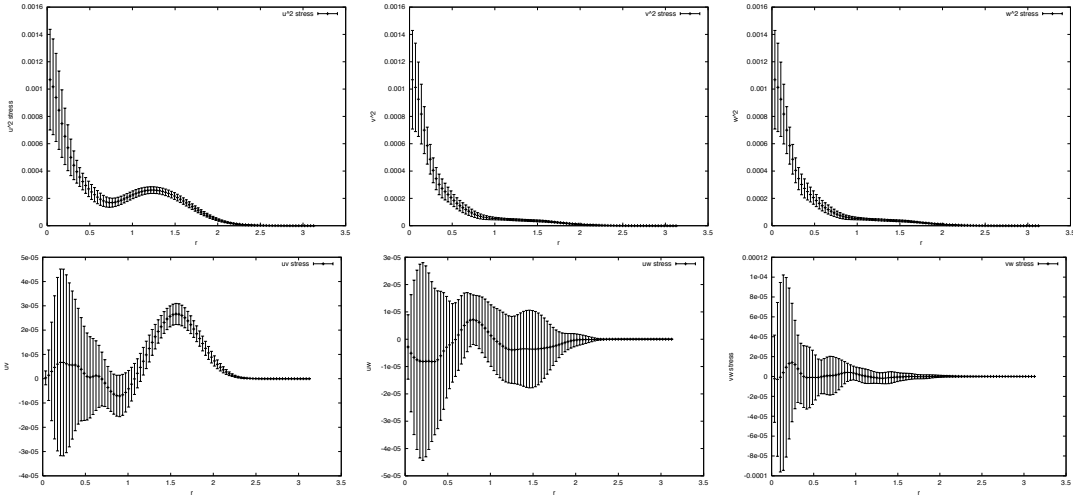 u^2 stress
u^2 stress
0.0016
0.0014
0.0012
0.001
0.0008
0.0006
0.0004
0.0002
0
0 0.5 1 1.5 2 2.5 3 3.5
r
v^2 stress
v^2
0.0016
0.0014
0.0012
0.001
0.0008
0.0006
0.0004
0.0002
0
0 0.5 1 1.5 2 2.5 3 3.5
r
w^2 stress
w^2
0.0016
0.0014
0.0012
0.001
0.0008
0.0006
0.0004
0.0002
0
0 0.5 1 1.5 2 2.5 3 3.5
r
uv stress
uv
5e-05
4e-05
3e-05
2e-05
1e-05
0
-1e-05
-2e-05
-3e-05
-4e-05
0 0.5 1 1.5 2 2.5 3 3.5
r
uw stress
uw
3e-05
2e-05
1e-05
0
-1e-05
-2e-05
-3e-05
-4e-05
-5e-05
0 0.5 1 1.5 2 2.5 3 3.5
r
vw stress
vw stress
0.00012
1e-04
8e-05
6e-05
4e-05
2e-05
0
-2e-05
-4e-05
-6e-05
-8e-05
-0.0001
0 0.5 1 1.5 2 2.5 3 3.5
r